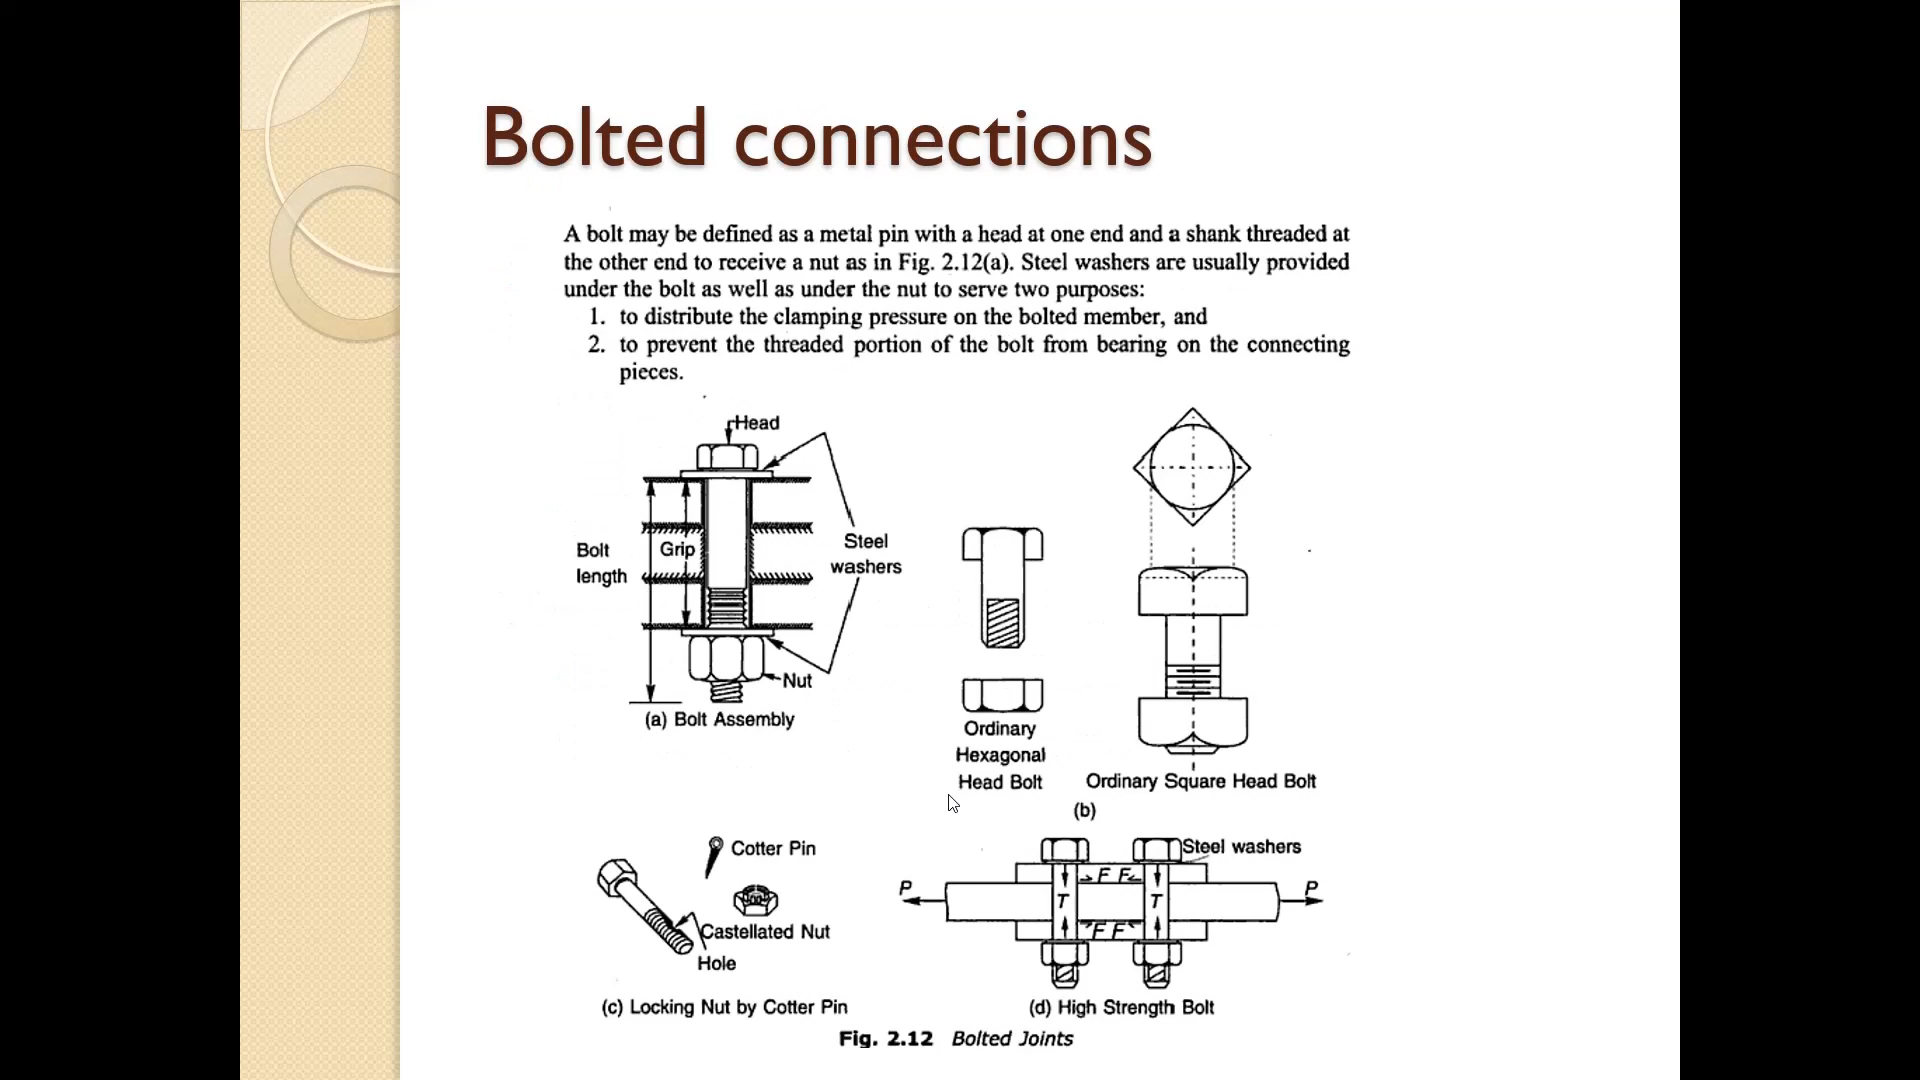 Bolted connections
A bolt may be defined as a metal pin with a head at one end and a shank threaded at
the other end to receive a nut as in Fig. 2.12(a). Steel washers are usually provided
under the bolt as well as under the nut to serve two purposes:
1. to distribute the clamping pressure on the bolted member, and
2. to prevent the threaded portion of the bolt from bearing on the connecting
pieces.
Head
Bolt
length
Grip
Steel
washers
Nut
(a) Bolt Assembly
Ordinary
Hexagonal
Head Bolt
Ordinary Square Head Bolt
(b)
Cotter Pin
Castellated Nut
Hole
(c) Locking Nut by Cotter Pin
Steel washers
P
F F
P
T
T
F F
(d) High Strength Bolt
Fig. 2.12 Bolted Joints